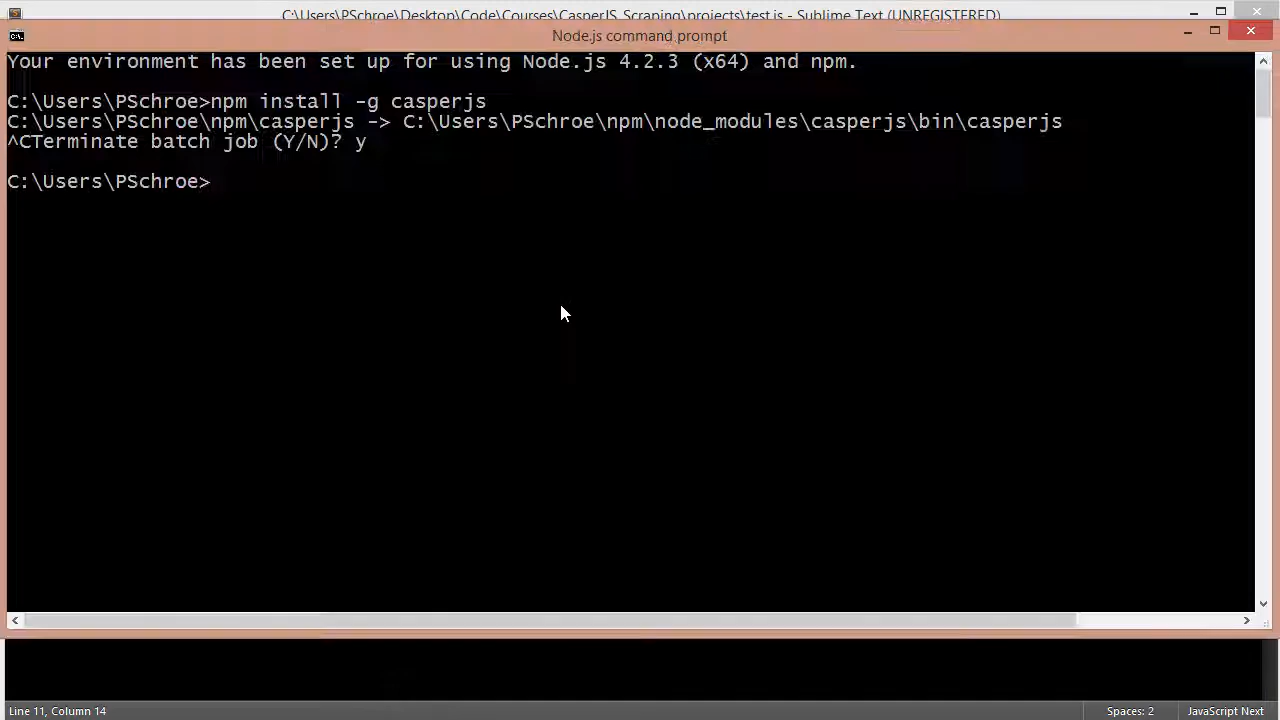 C:\Users\PSchroe\Desktop\Code\Courses\CasperJS_Scraping\projects\test.js - Sublime Text (UNREGISTERED)
Node.js command prompt
Your environment has been set up for using Node.js 4.2.3 (x64) and npm.
C:\Users\PSchroe>npm install -g casperjs
C:\Users\PSchroe\npm\casperjs -> C:\Users\PSchroe\npm\node_modules\casperjs\bin\casperjs
^CTerminate batch job (Y/N)? y
C:\Users\PSchroe>
Line 11, Column 14
Spaces: 2
JavaScript Next